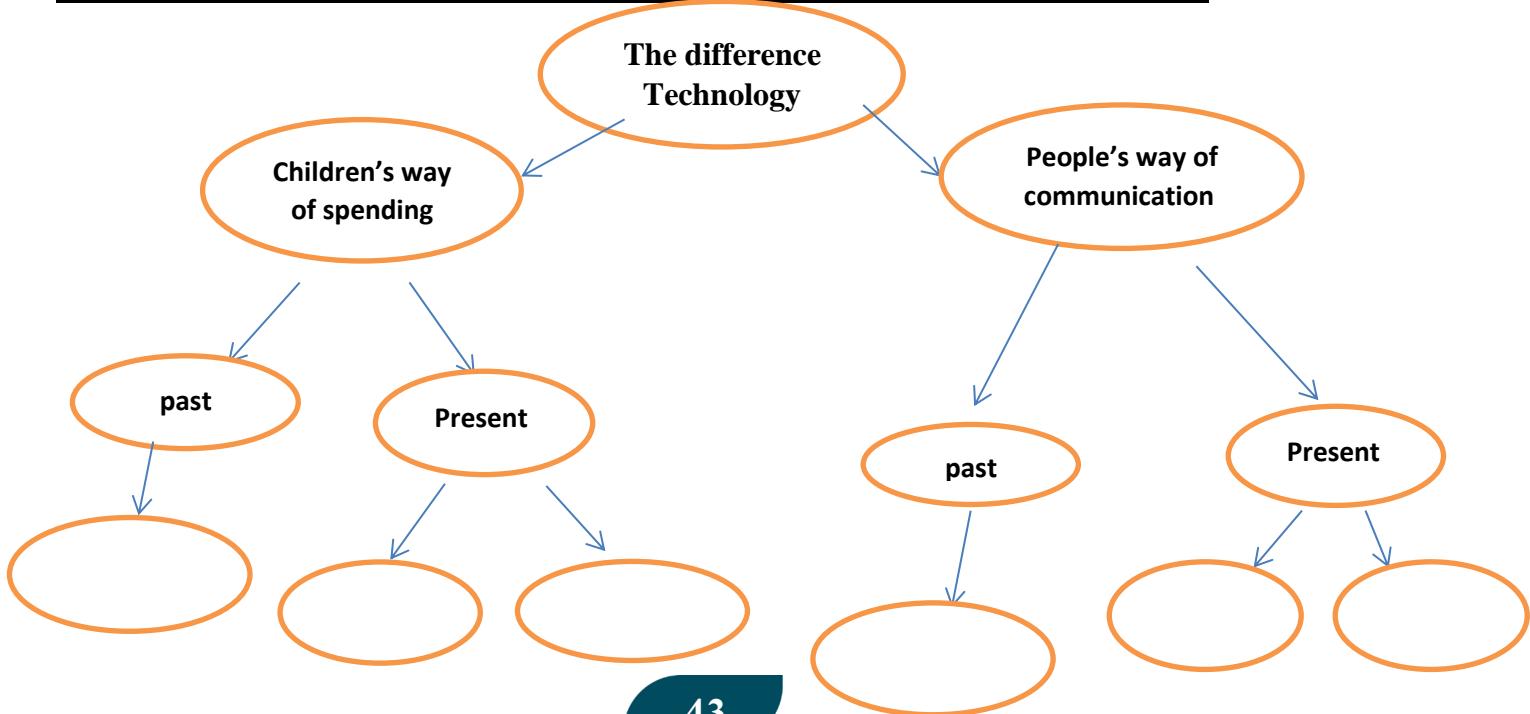 The difference
Technology
Children’s way
of spending
People’s way of
communication
past
Present
past
Present
43